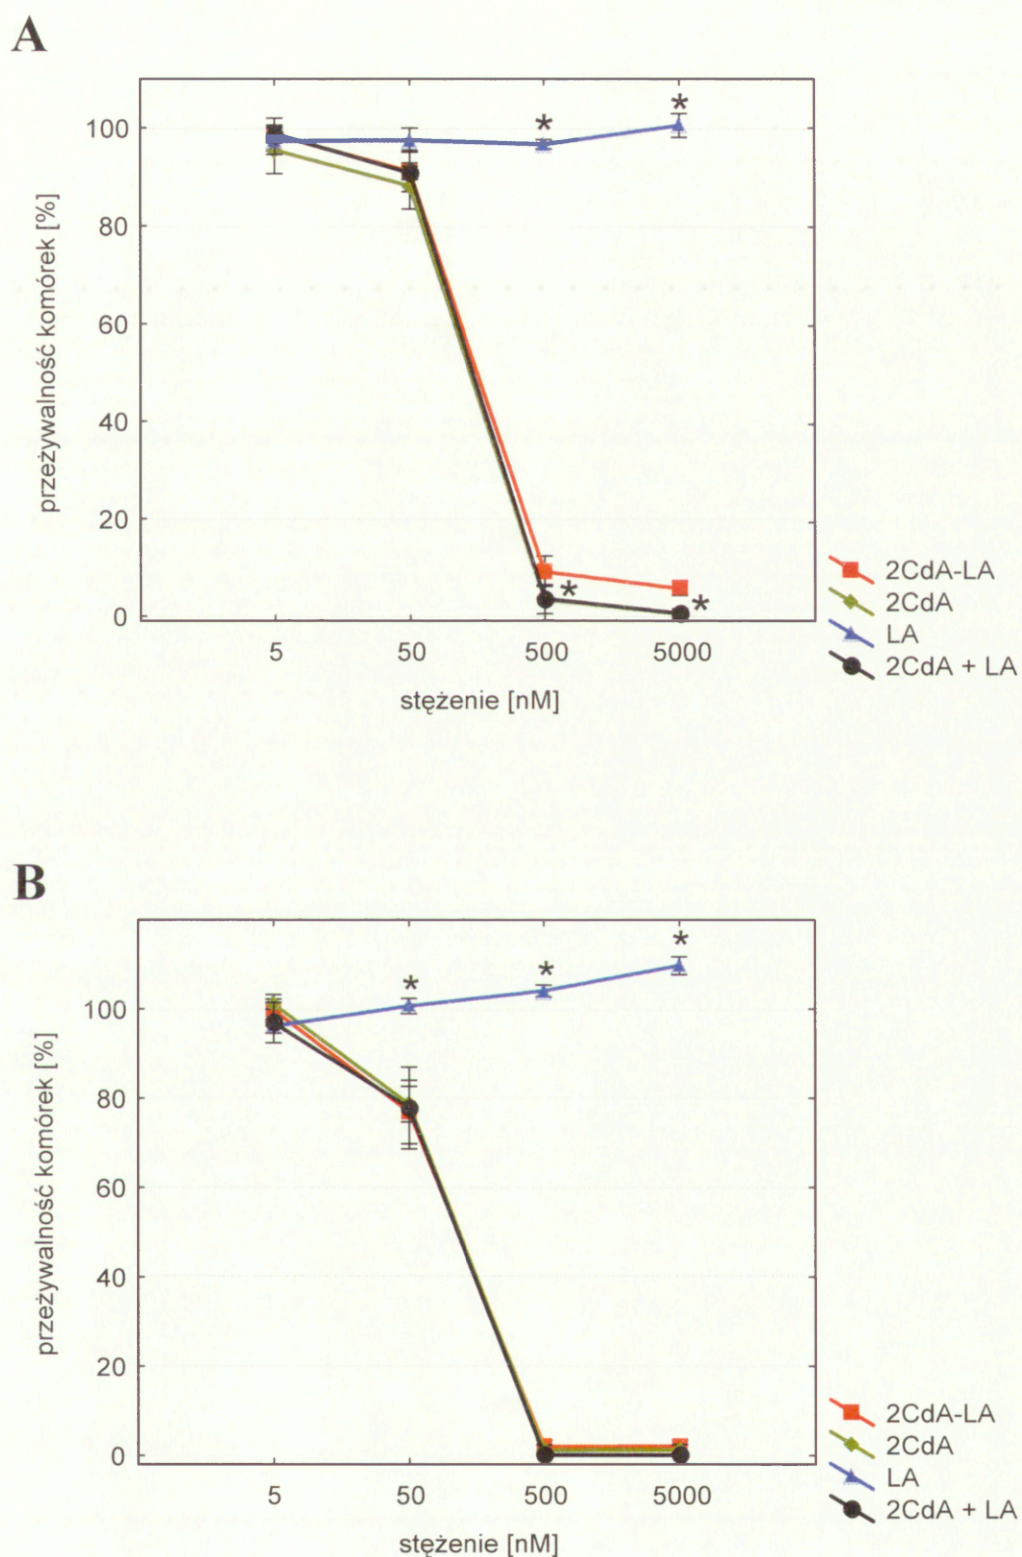 A
przeżywalność komórek [%]
100
80
60
40
20
0
*
*
*
*
5 50 500 5000
stężenie [nM]
2CdA-LA
2CdA
LA
2CdA + LA
B
przeżywalność komórek [%]
100
80
60
40
20
0
*
*
*
5 50 500 5000
stężenie [nM]
2CdA-LA
2CdA
LA
2CdA + LA